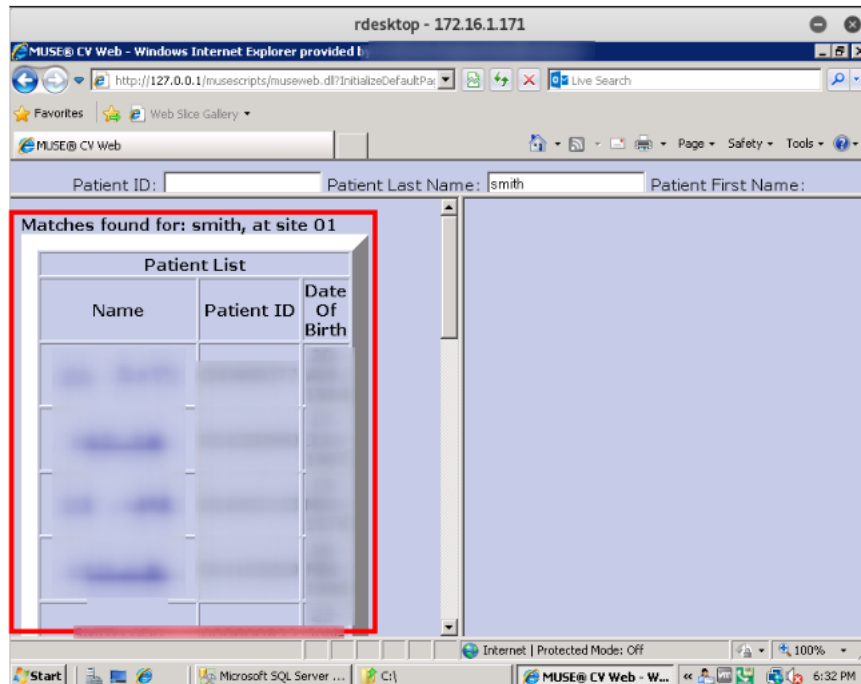 rdesktop - 172.16.1.171
MUSE® CV Web - Windows Internet Explorer provided b
http://127.0.0.1/musescripts/museweb.dll?InitializeDefaultPar
Live Search
Favorites Web Slice Gallery
MUSE® CV Web Page Safety Tools
Patient ID: Patient Last Name: smith Patient First Name:
Matches found for: smith, at site 01
Patient List
Name Patient ID Date Of Birth
Internet | Protected Mode: Off 100%
Start Microsoft SQL Server ... C:\ MUSE® CV Web - W... 6:32 PM